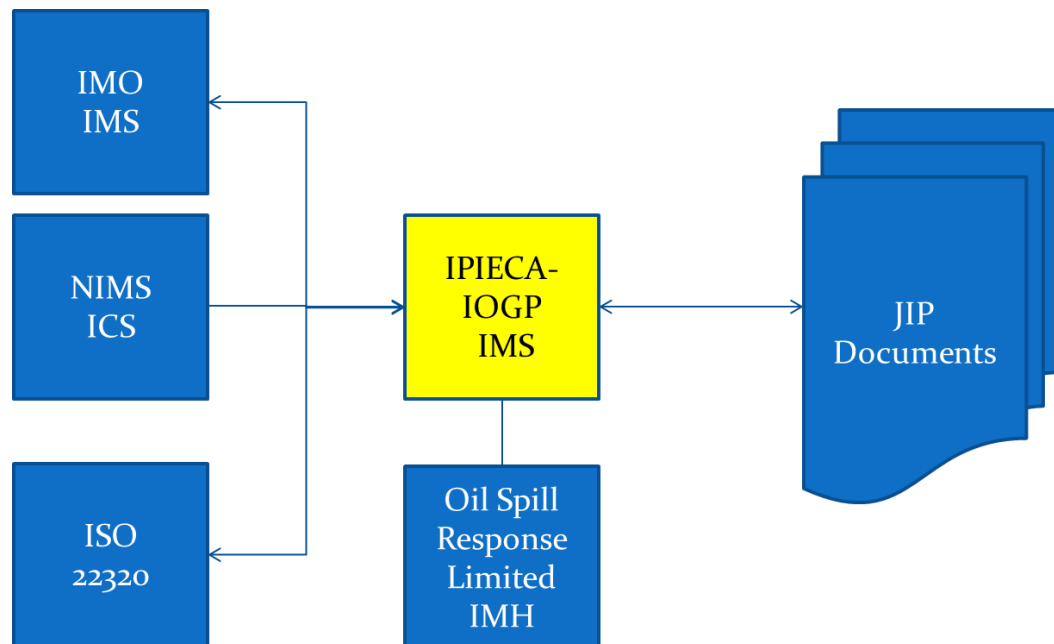 IMO
IMS
NIMS
ICS
ISO
22320
IPIECA-
IOGP
IMS
Oil Spill
Response
Limited
IMH
JIP
Documents